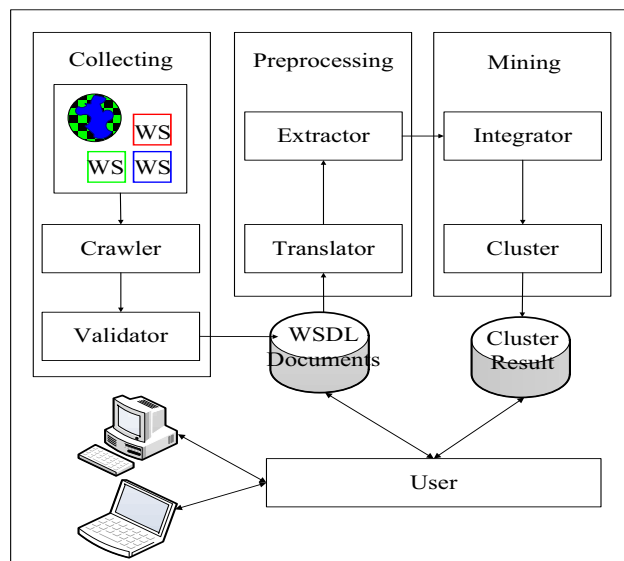 Collecting
WS
WS
WS
Crawler
Validator
Preprocessing
Extractor
Translator
WSDL
Documents
Mining
Integrator
Cluster
Cluster
Result
User